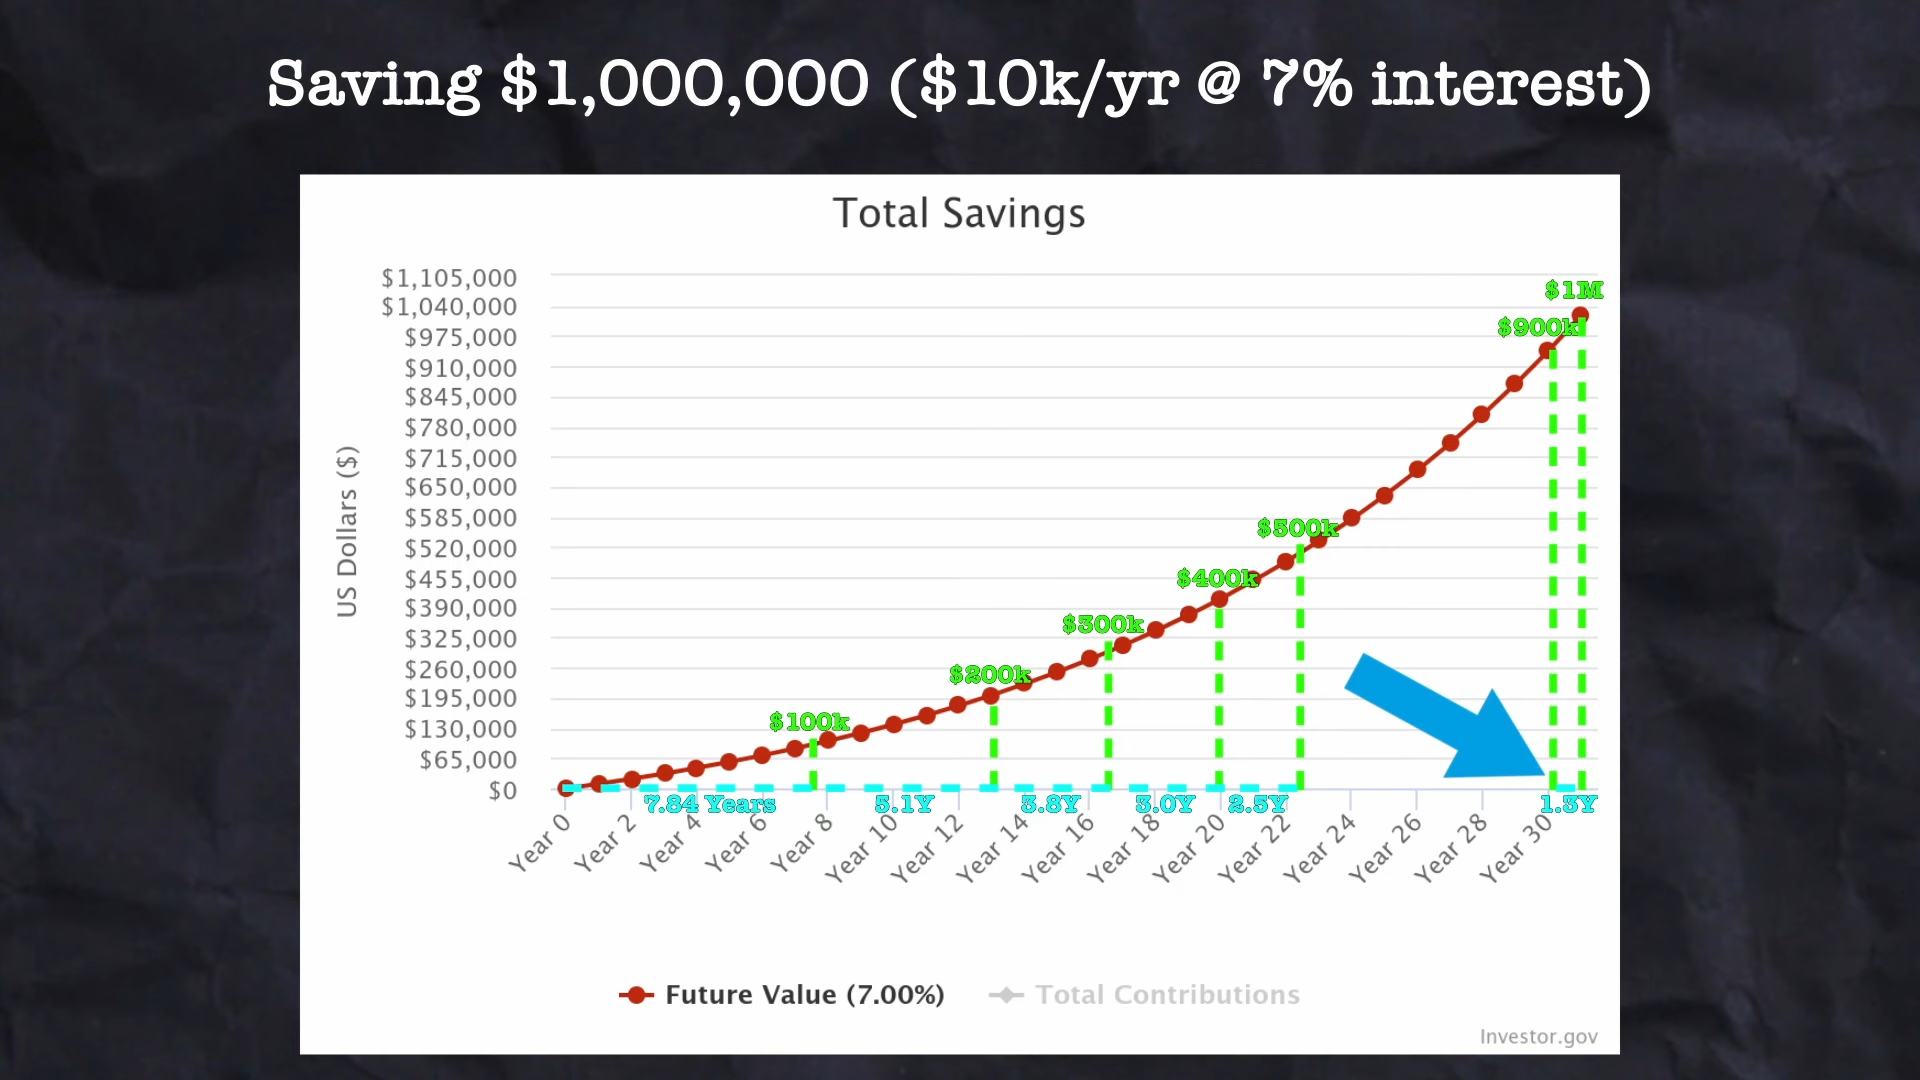 Saving $1,000,000 ($10k/yr @ 7% interest)
Total Savings
US Dollars ($)
$1,105,000
$1,040,000
$975,000
$910,000
$845,000
$780,000
$715,000
$650,000
$585,000
$520,000
$455,000
$390,000
$325,000
$260,000
$195,000
$130,000
$65,000
$0
$100k
$200k
$300k
$400k
$500k
$900k
$1M
7.84 Years
5.1Y
3.8Y
3.0Y
2.5Y
1.5Y
Year 0
Year 2
Year 4
Year 6
Year 8
Year 10
Year 12
Year 14
Year 16
Year 18
Year 20
Year 22
Year 24
Year 26
Year 28
Year 30
Future Value (7.00%)
Total Contributions
Investor.gov